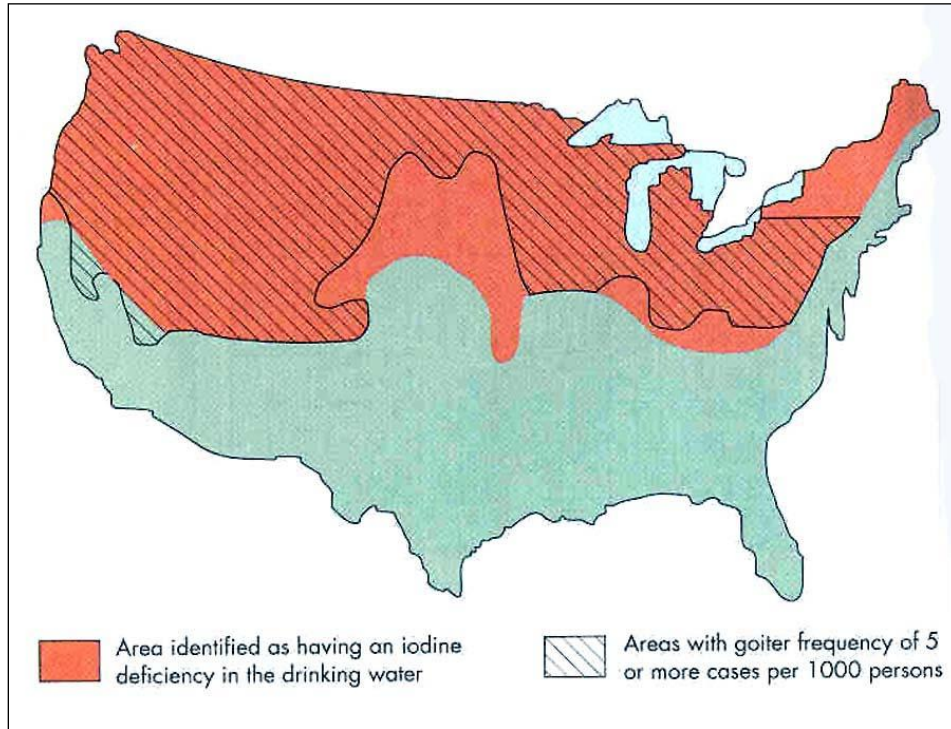 Area identified as having an iodine
deficiency in the drinking water
Areas with goiter frequency of 5
or more cases per 1000 persons